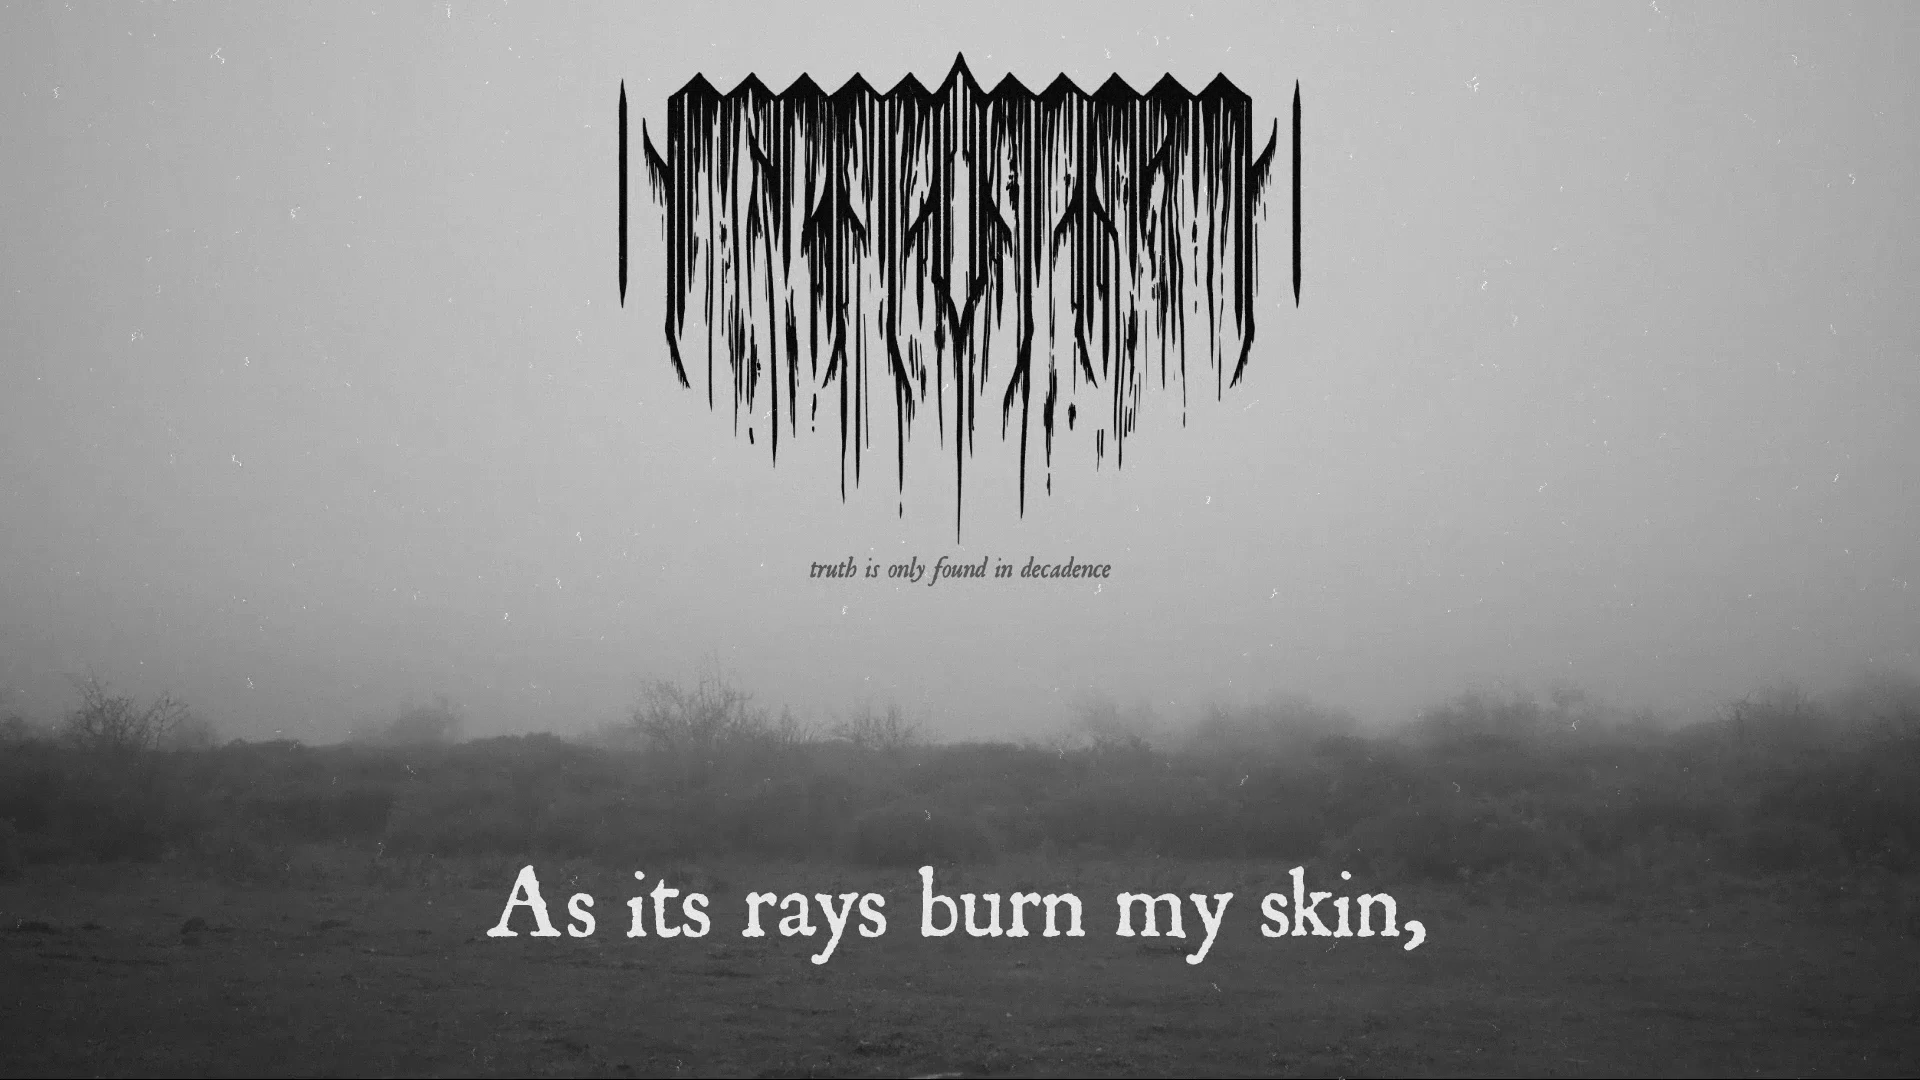 truth is only found in decadence
As its rays burn my skin,